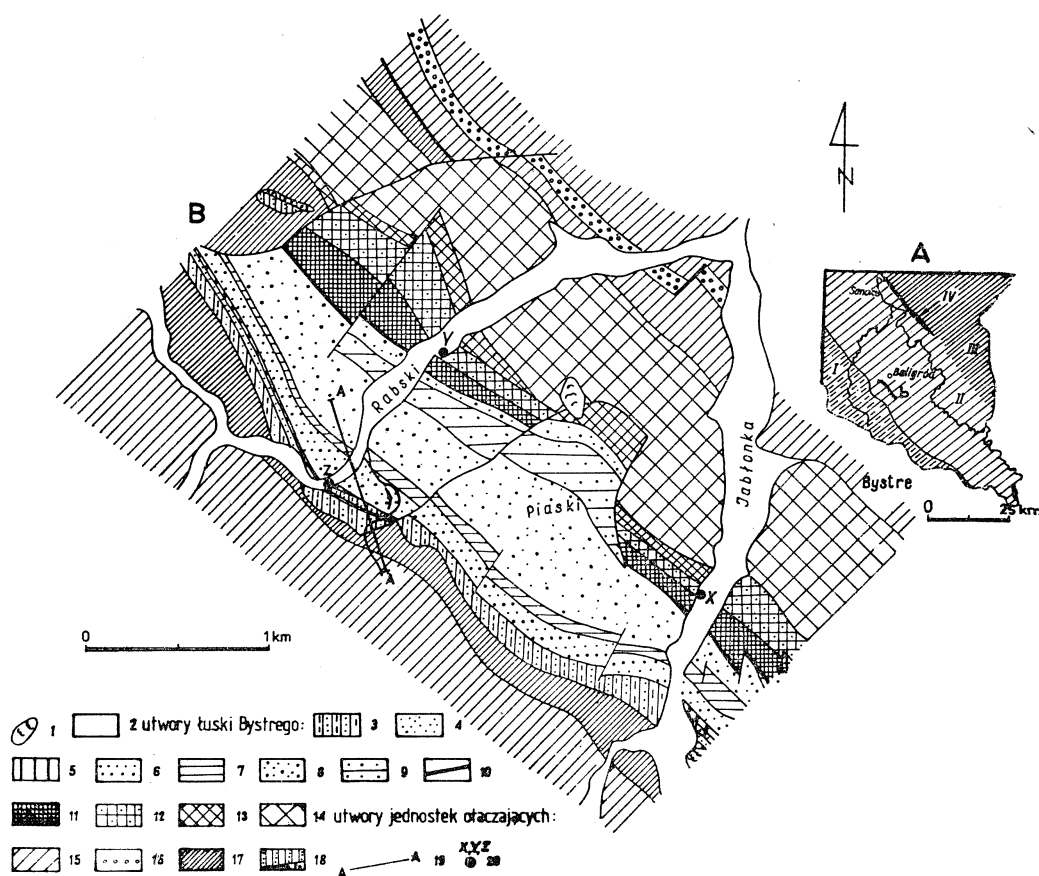 B
A
N
Sanok
IV
III
I
Baligród
II
B
Bystre
0 25 km
Jabłonka
Y
Rabski
A
Z
Piaski
A
X
0 1 km
1 2 utwory łuski Bystrego: 3 4
5 6 7 8 9 10
11 12 13 14 utwory jednostek otaczających:
15 16 17 18 A A 19 X,Y,Z 20